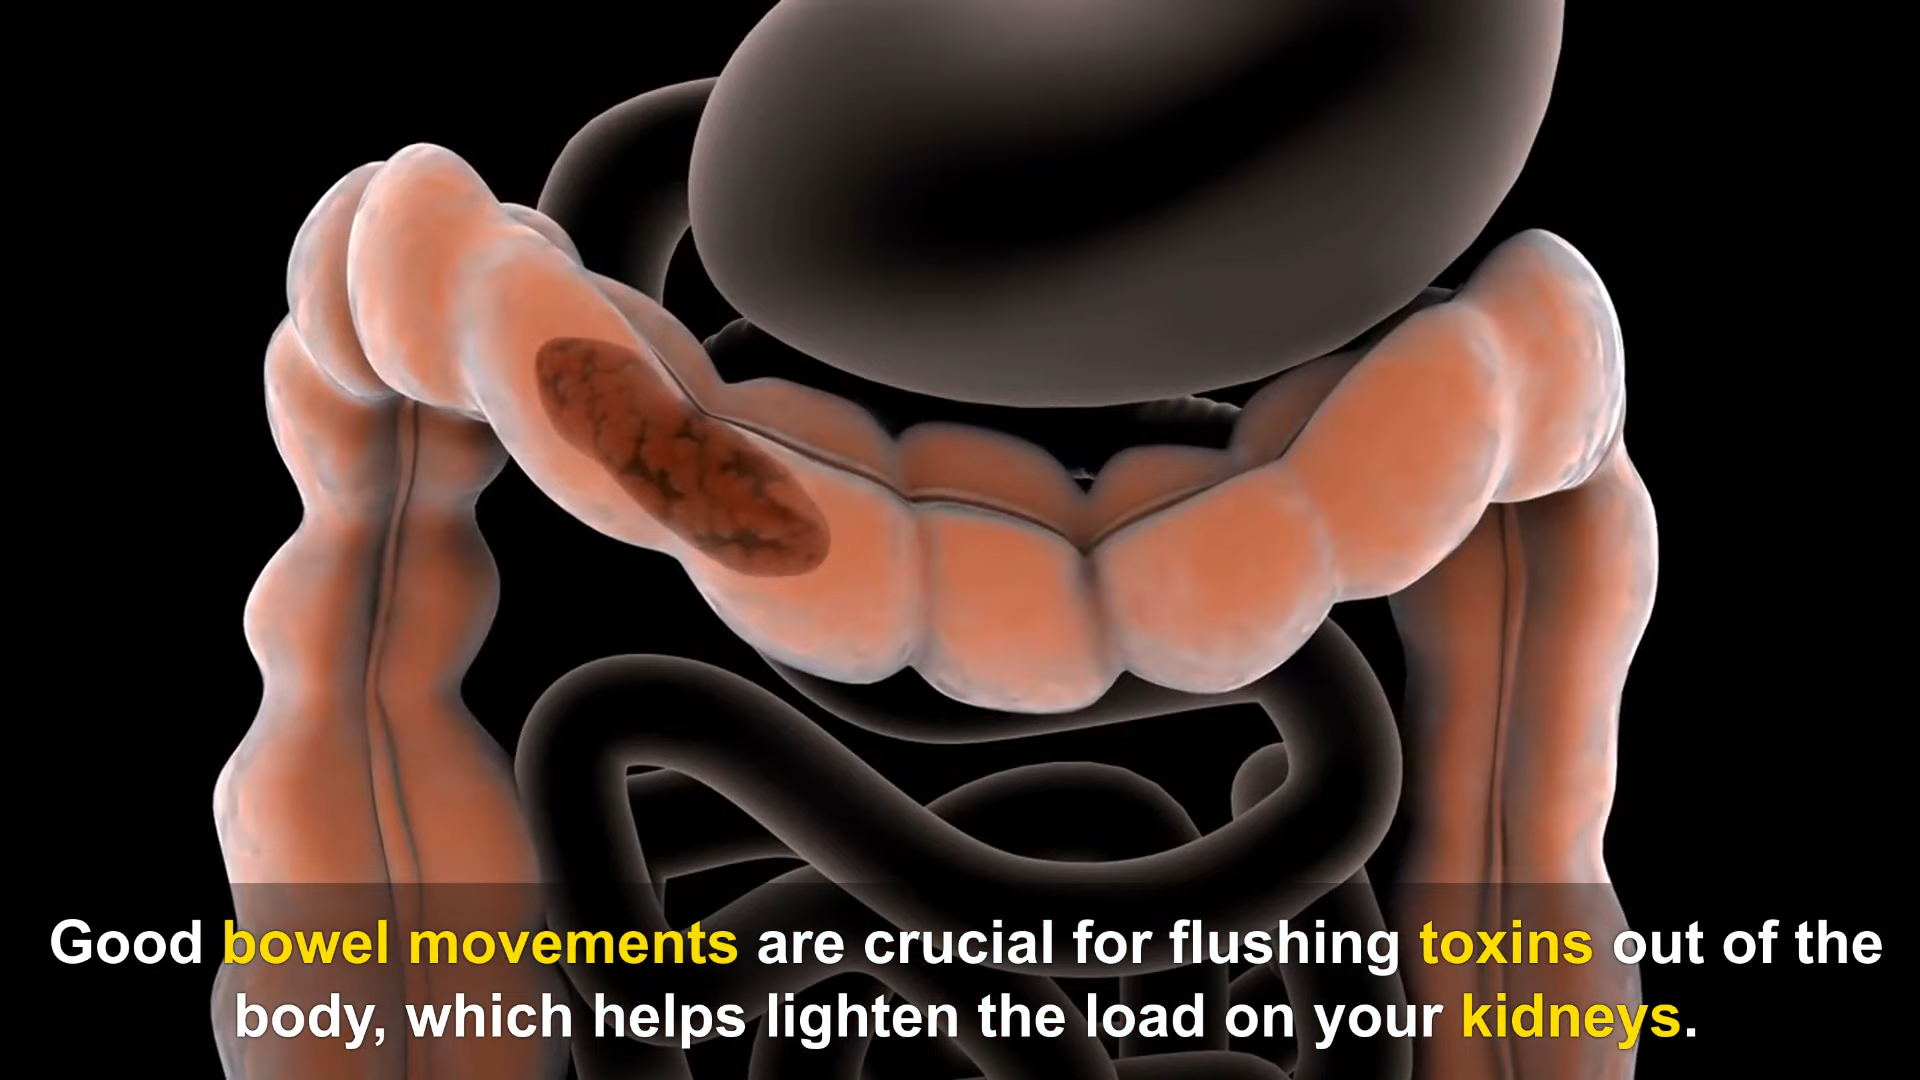 Good bowel movements are crucial for flushing toxins out of the
body, which helps lighten the load on your kidneys.